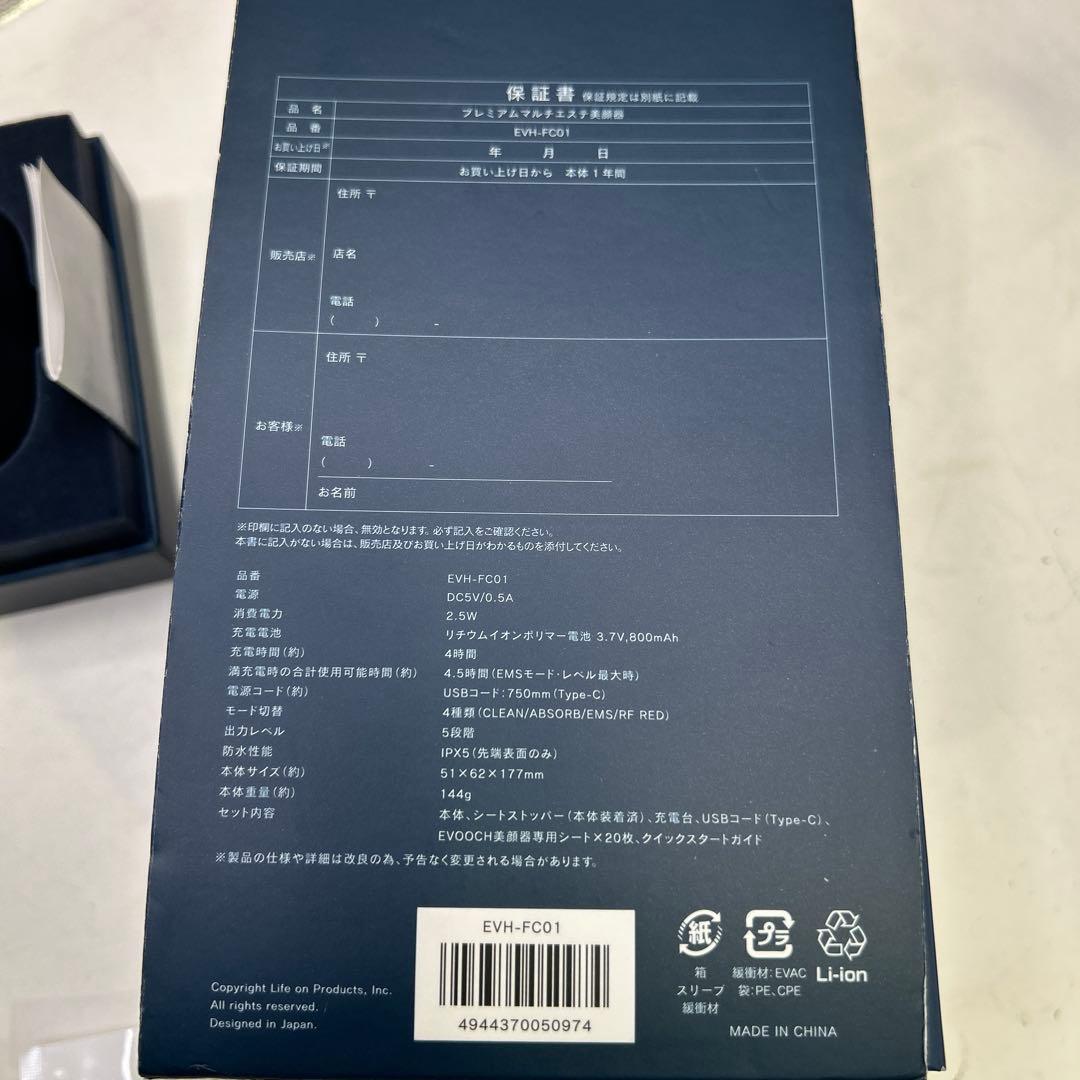 保証書 保証規定は別紙に記載
品名 プレミアムマルチエステ美顔器
品番 EVH-FC01
お買い上げ日※ 年 月 日
保証期間 お買い上げ日から 本体1年間
販売店※
住所 〒
店名
電話
( ) -
お客様※
住所 〒
電話
( ) -
お名前
※印欄に記入のない場合、無効となります。必ず記入をご確認ください。
本書に記入がない場合は、販売店及びお買い上げ日がわかるものを添付してください。
品番 EVH-FC01
電源 DC5V/0.5A
消費電力 2.5W
充電電池 リチウムイオンポリマー電池 3.7V,800mAh
充電時間(約) 4時間
満充電時の合計使用可能時間(約) 4.5時間(EMSモード・レベル最大時)
電源コード(約) USBコード:750mm(Type-C)
モード切替 4種類(CLEAN/ABSORB/EMS/RF RED)
出力レベル 5段階
防水性能 IPX5(先端表面のみ)
本体サイズ(約) 51×62×177mm
本体重量(約) 144g
セット内容 本体、シートストッパー(本体装着済)、充電台、USBコード(Type-C)、
EVOOCH美顔器専用シート×20枚、クイックスタートガイド
※製品の仕様や詳細は改良の為、予告なく変更される場合があります。
EVH-FC01
4944370050974
Copyright Life on Products, Inc.
All rights reserved.
Designed in Japan.
紙
箱
スリーブ
緩衝材
プラ
緩衝材:EVAC
袋:PE、CPE
Li-ion
MADE IN CHINA